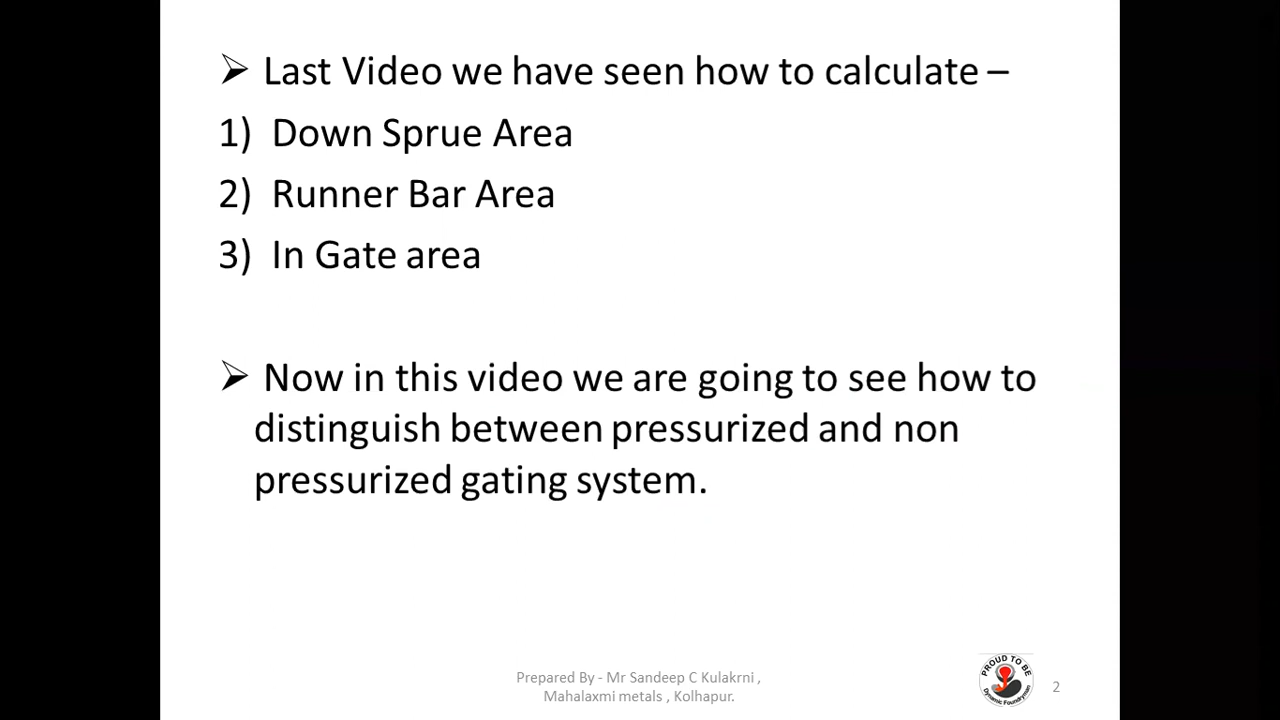 ➢ Last Video we have seen how to calculate –
1) Down Sprue Area
2) Runner Bar Area
3) In Gate area
➢ Now in this video we are going to see how to
distinguish between pressurized and non
pressurized gating system.
Prepared By - Mr Sandeep C Kulakrni ,
Mahalaxmi metals , Kolhapur.
PROUD TO BE
Dynamic Foundryman
2